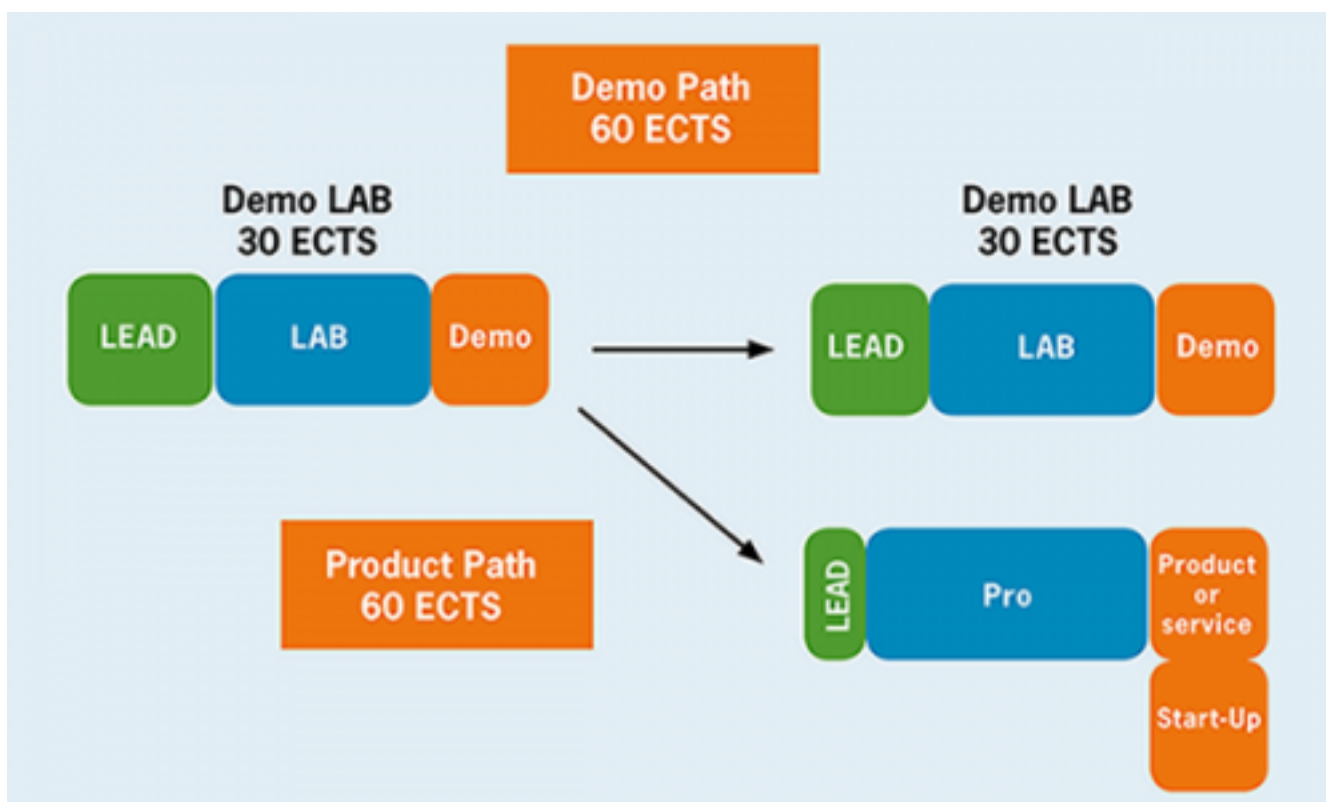 Demo Path
60 ECTS
Demo LAB
30 ECTS
Demo LAB
30 ECTS
LEAD
LAB
Demo
LEAD
LAB
Demo
Product Path
60 ECTS
LEAD
Pro
Product
or
service
Start-Up